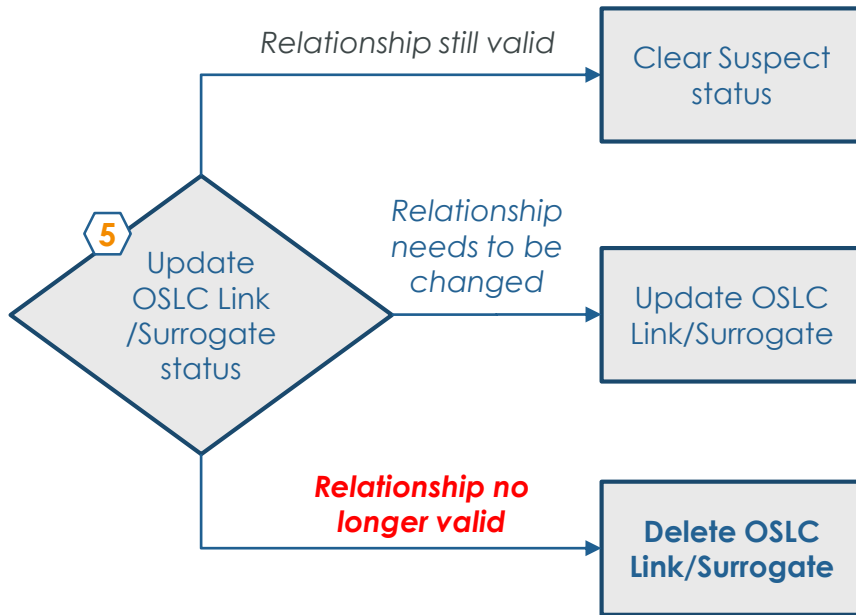 Relationship still valid
Clear Suspect
status
5
Update
OSLC Link
/Surrogate
status
Relationship
needs to be
changed
Update OSLC
Link/Surrogate
Relationship no
longer valid
Delete OSLC
Link/Surrogate